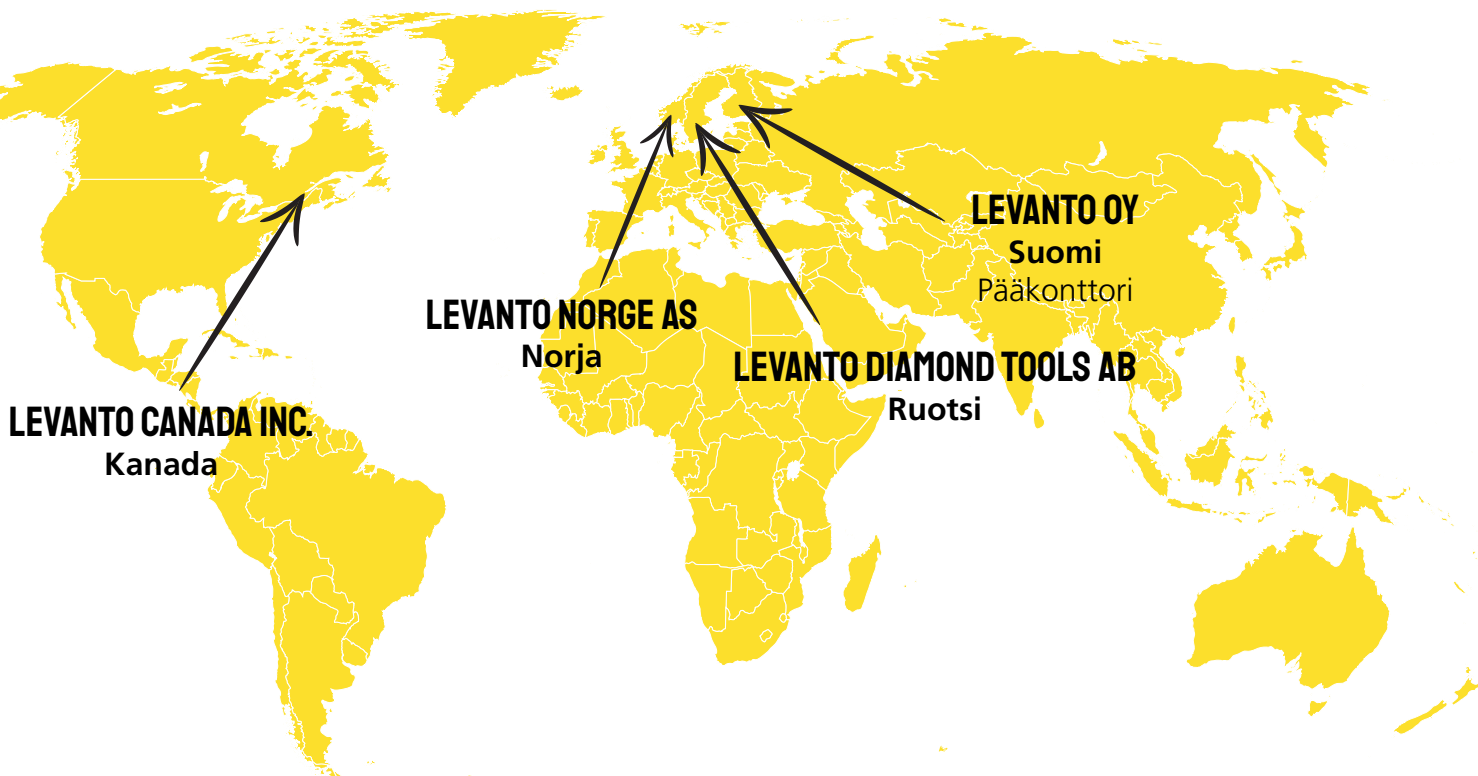 LEVANTO OY
Suomi
Pääkonttori
LEVANTO NORGE AS
Norja
LEVANTO DIAMOND TOOLS AB
Ruotsi
LEVANTO CANADA INC.
Kanada